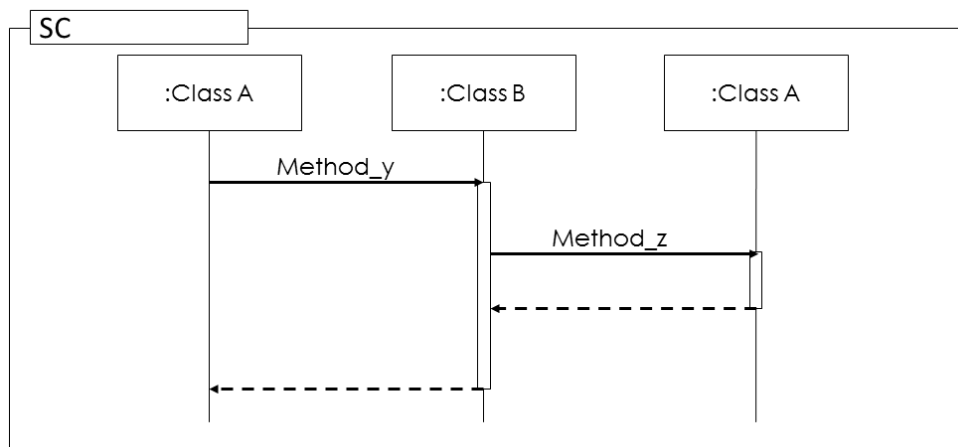 SC
:Class A
:Class B
:Class A
Method_y
Method_z